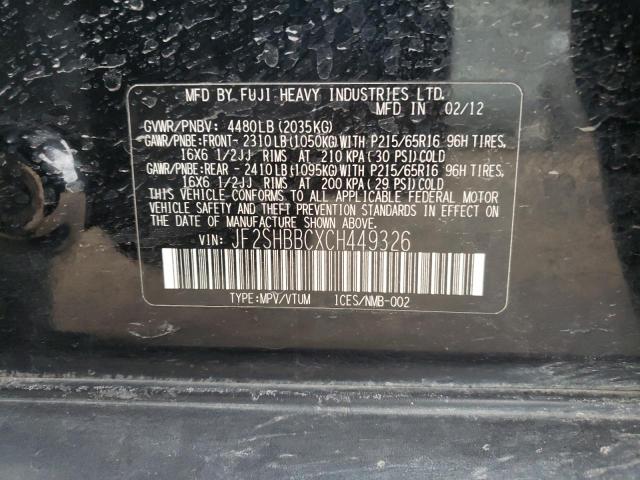 MFD BY FUJI HEAVY INDUSTRIES LTD.
MFD IN 02/12
GVWR/PNBV: 4480LB (2035KG)
GAWR/PNBE:FRONT- 2310LB (1050KG) WITH P215/65R16 96H TIRES,
16X6 1/2JJ RIMS AT 210 KPA (30 PSI) COLD
GAWR/PNBE:REAR - 2410LB (1095KG) WITH P215/65R16 96H TIRES,
16X6 1/2JJ RIMS AT 200 KPA (29 PSI) COLD
THIS VEHICLE CONFORMS TO ALL APPLICABLE FEDERAL MOTOR
VEHICLE SAFETY AND THEFT PREVENTION STANDARDS IN EFFECT
ON THE DATE OF MANUFACTURE SHOWN ABOVE.
VIN: JF2SHBBCXCH449326
TYPE:MPV/VTUM ICES/NMB-002